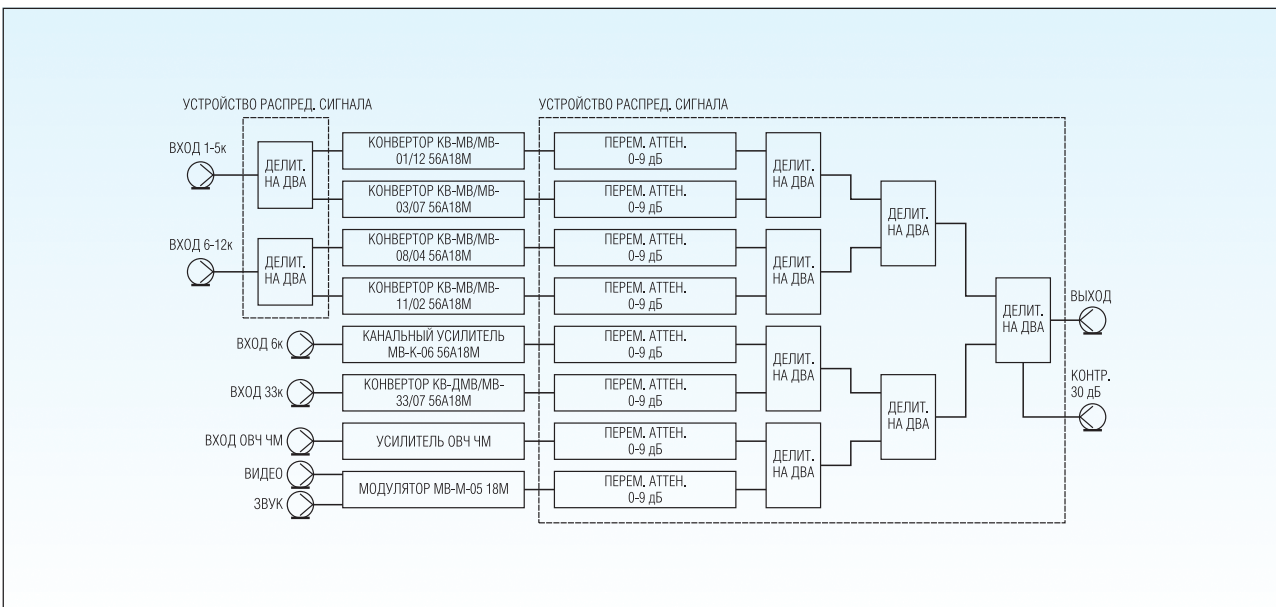 УСТРОЙСТВО РАСПРЕД. СИГНАЛА
УСТРОЙСТВО РАСПРЕД. СИГНАЛА
ВХОД 1-5к
ДЕЛИТ.
НА ДВА
КОНВЕРТОР КВ-МВ/МВ-
01/12 56А18М
ПЕРЕМ. АТТЕН.
0-9 дБ
ДЕЛИТ.
НА ДВА
КОНВЕРТОР КВ-МВ/МВ-
03/07 56А18М
ПЕРЕМ. АТТЕН.
0-9 дБ
ДЕЛИТ.
НА ДВА
ВХОД 6-12к
ДЕЛИТ.
НА ДВА
КОНВЕРТОР КВ-МВ/МВ-
08/04 56А18М
ПЕРЕМ. АТТЕН.
0-9 дБ
ДЕЛИТ.
НА ДВА
КОНВЕРТОР КВ-МВ/МВ-
11/02 56А18М
ПЕРЕМ. АТТЕН.
0-9 дБ
ДЕЛИТ.
НА ДВА
ВЫХОД
ВХОД 6к
КАНАЛЬНЫЙ УСИЛИТЕЛЬ
МВ-К-06 56А18М
ПЕРЕМ. АТТЕН.
0-9 дБ
ДЕЛИТ.
НА ДВА
КОНТР.
30 дБ
ВХОД 33к
КОНВЕРТОР КВ-ДМВ/МВ-
33/07 56А18М
ПЕРЕМ. АТТЕН.
0-9 дБ
ДЕЛИТ.
НА ДВА
ВХОД ОВЧ ЧМ
УСИЛИТЕЛЬ ОВЧ ЧМ
ПЕРЕМ. АТТЕН.
0-9 дБ
ДЕЛИТ.
НА ДВА
ВИДЕО
ЗВУК
МОДУЛЯТОР МВ-М-05 18М
ПЕРЕМ. АТТЕН.
0-9 дБ